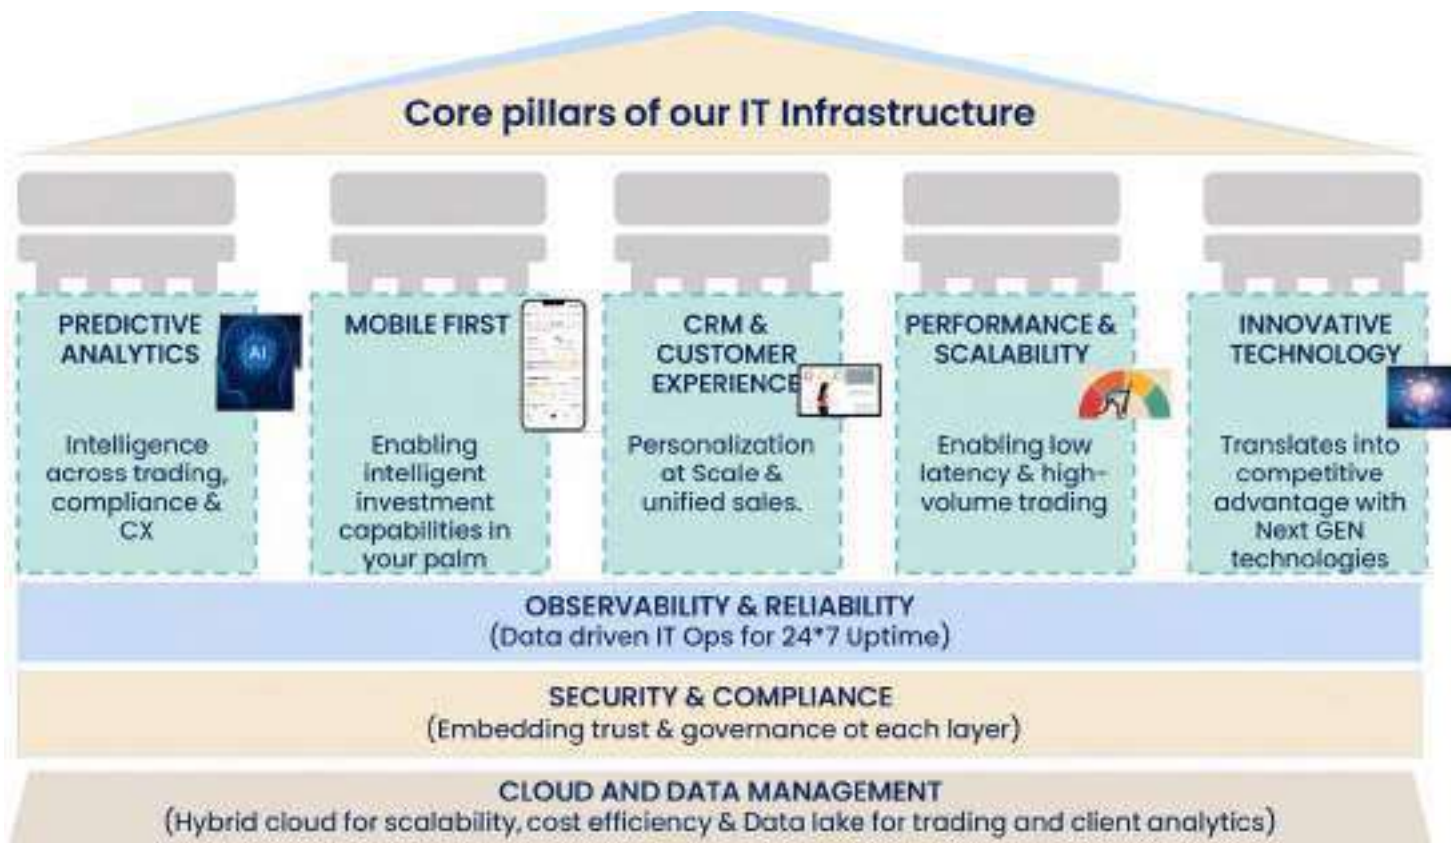 Core pillars of our IT Infrastructure
PREDICTIVE
ANALYTICS
AI
Intelligence
across trading,
compliance &
CX
MOBILE FIRST
Enabling
intelligent
investment
capabilities in
your palm
CRM &
CUSTOMER
EXPERIENCE
Personalization
at Scale &
unified sales.
PERFORMANCE &
SCALABILITY
Enabling low
latency & high-
volume trading
INNOVATIVE
TECHNOLOGY
Translates into
competitive
advantage with
Next GEN
technologies
OBSERVABILITY & RELIABILITY
(Data driven IT Ops for 24*7 Uptime)
SECURITY & COMPLIANCE
(Embedding trust & governance ot each layer)
CLOUD AND DATA MANAGEMENT
(Hybrid cloud for scalability, cost efficiency & Data lake for trading and client analytics)